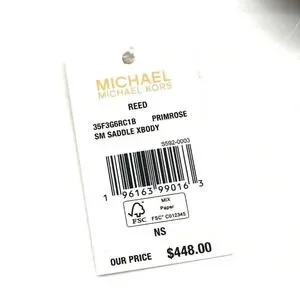 MICHAEL
MICHAEL KORS
REED
35F3G6RC1B PRIMROSE
SM SADDLE XBODY
S592-0003
1 96163 99016 3
FSC
MIX
Paper
FSC® C012345
NS
OUR PRICE $448.00